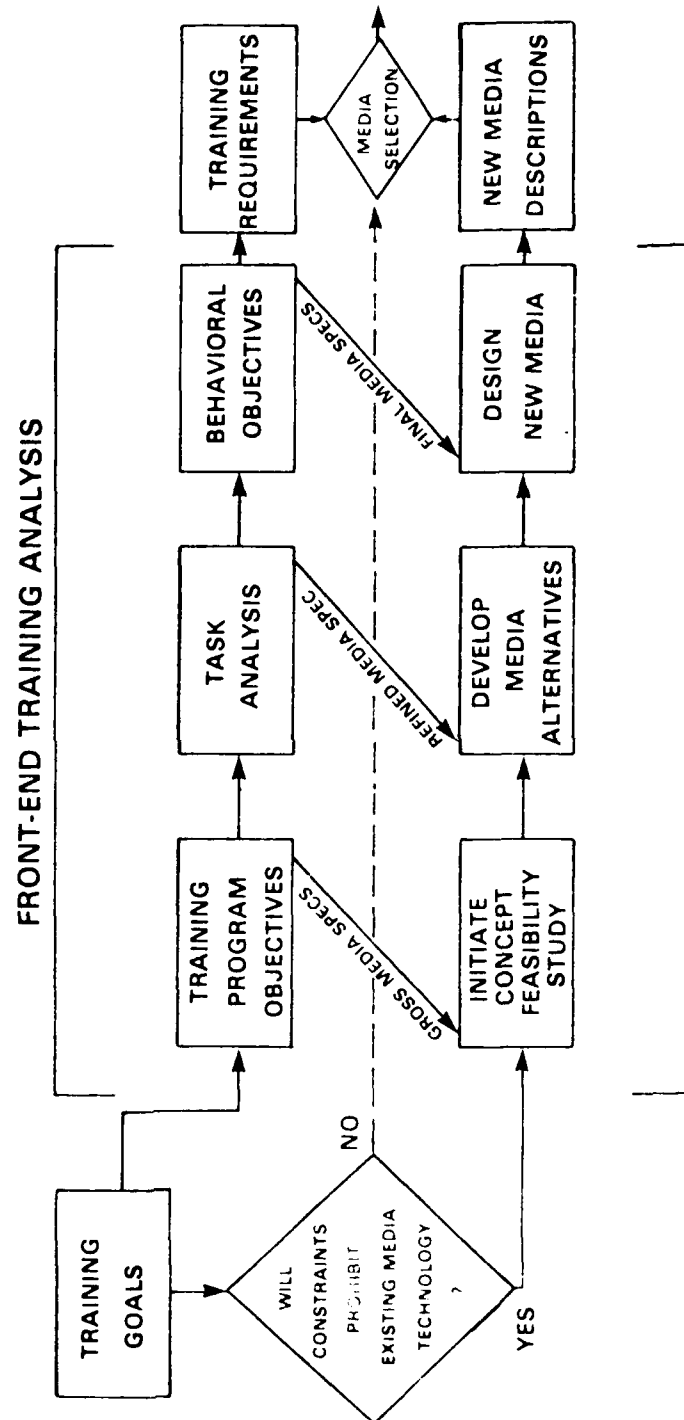 FRONT-END TRAINING ANALYSIS
TRAINING
GOALS
TRAINING
PROGRAM
OBJECTIVES
TASK
ANALYSIS
BEHAVIORAL
OBJECTIVES
TRAINING
REQUIREMENTS
WILL
CONSTRAINTS
PROHIBIT
EXISTING MEDIA
TECHNOLOGY
?
NO
YES
GROSS MEDIA SPECS
REFINED MEDIA SPEC
FINAL MEDIA SPECS
MEDIA
SELECTION
INITIATE
CONCEPT
FEASIBILITY
STUDY
DEVELOP
MEDIA
ALTERNATIVES
DESIGN
NEW MEDIA
NEW MEDIA
DESCRIPTIONS